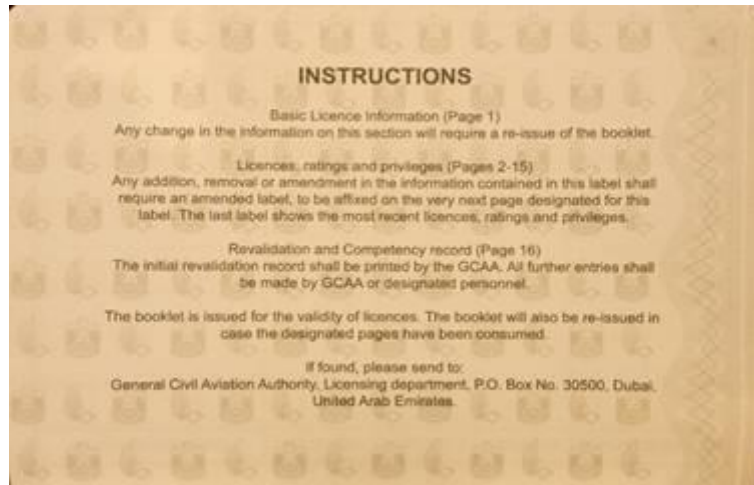 INSTRUCTIONS
Basic Licence Information (Page 1)
Any change in the information on this section will require a re-issue of the booklet.
Licences, ratings and privileges (Pages 2-15)
Any addition, removal or amendment in the information contained in this label shall
require an amended label, to be affixed on the very next page designated for this
label. The last label shows the most recent licences, ratings and privileges.
Revalidation and Competency record (Page 16)
The initial revalidation record shall be printed by the GCAA. All further entries shall
be made by GCAA or designated personnel.
The booklet is issued for the validity of licences. The booklet will also be re-issued in
case the designated pages have been consumed.
If found, please send to:
General Civil Aviation Authority, Licensing department, P.O. Box No. 30500, Dubai,
United Arab Emirates.